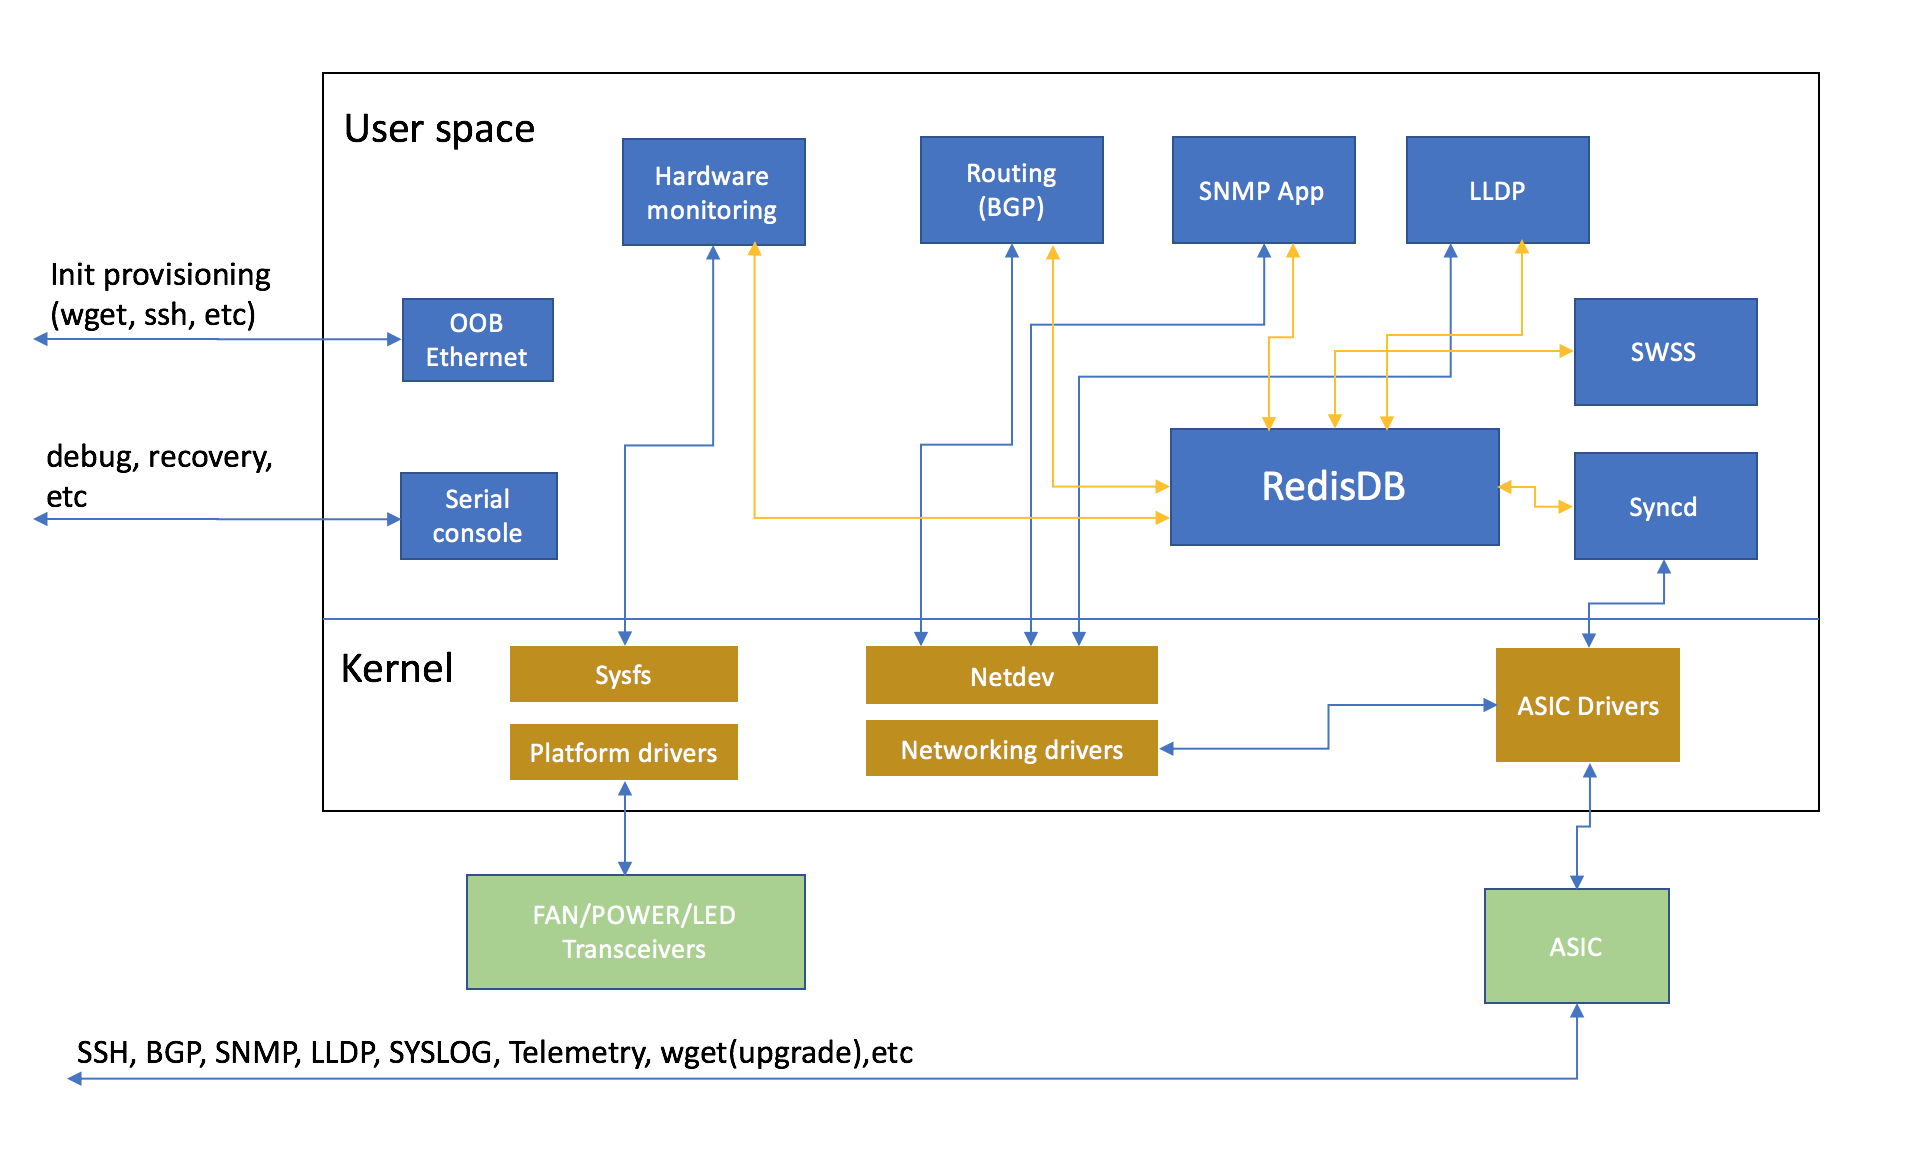 User space
Hardware
monitoring
Routing
(BGP)
SNMP App
LLDP
Init provisioning
(wget, ssh, etc)
OOB
Ethernet
SWSS
debug, recovery,
etc
Serial
console
RedisDB
Syncd
Kernel
Sysfs
Netdev
ASIC Drivers
Platform drivers
Networking drivers
FAN/POWER/LED
Transceivers
ASIC
SSH, BGP, SNMP, LLDP, SYSLOG, Telemetry, wget(upgrade),etc